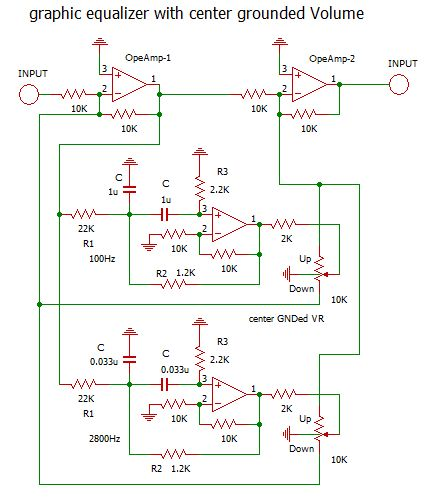 graphic equalizer with center grounded Volume
OpeAmp-1
OpeAmp-2
INPUT
INPUT
3
+
2
-
1
3
+
2
-
1
10K
10K
10K
10K
C
1u
C
1u
R3
2.2K
3
+
2
-
1
22K
R1
100Hz
10K
10K
2K
R2 1.2K
Up
Down
10K
center GNDed VR
C
0.033u
C
0.033u
R3
2.2K
3
+
2
-
1
22K
R1
2800Hz
10K
10K
2K
R2 1.2K
Up
Down
10K